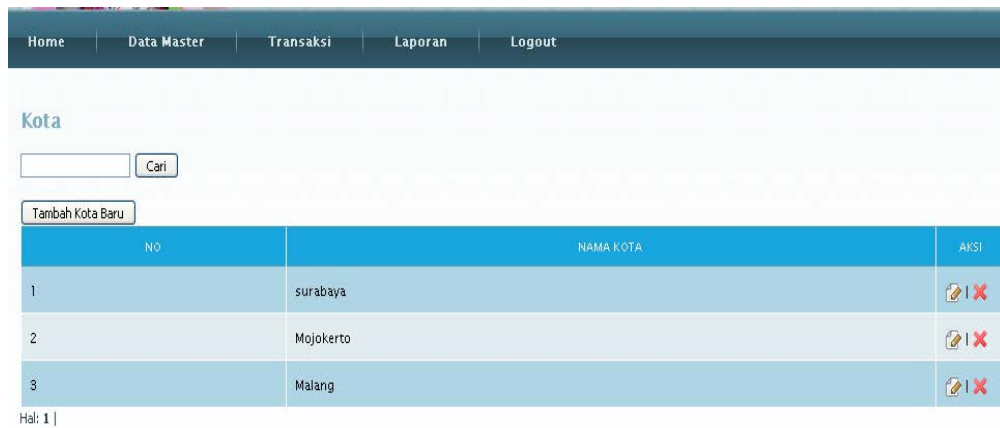 Home Data Master Transaksi Laporan Logout
Kota
Cari
Tambah Kota Baru
NO NAMA KOTA AKSI
1 surabaya |
2 Mojokerto |
3 Malang |
Hal: 1 |